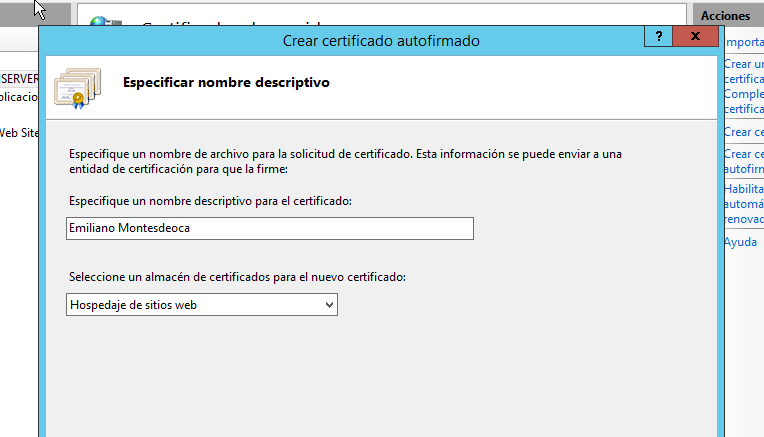 Acciones
Crear certificado autofirmado
?
x
Especificar nombre descriptivo
Especifique un nombre de archivo para la solicitud de certificado. Esta información se puede enviar a una
entidad de certificación para que la firme:
Especifique un nombre descriptivo para el certificado:
Emiliano Montesdeoca
Seleccione un almacén de certificados para el nuevo certificado:
Hospedaje de sitios web
SERVER
plicacio
Web Site
mporta
Crear un
certifica
Comple
certifica
Crear ce
Crear ce
autofirm
Habilita
automá
renovad
Ayuda